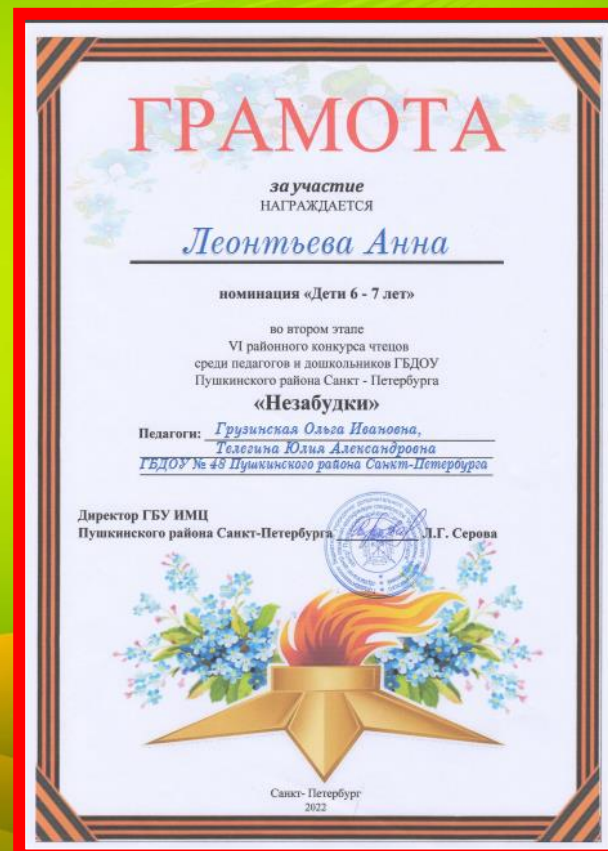 ГРАМОТА
за участие
НАГРАЖДАЕТСЯ
Леонтьева Анна
номинация «Дети 6 - 7 лет»
во втором этапе
VI районного конкурса чтецов
среди педагогов и дошкольников ГБДОУ
Пушкинского района Санкт - Петербурга
«Незабудки»
Педагоги: Грузинская Ольга Ивановна,
Телегина Юлия Александровна
ГБДОУ № 48 Пушкинского района Санкт-Петербурга
Директор ГБУ ИМЦ
Пушкинского района Санкт-Петербурга Л.Г. Серова
Санкт- Петербург
2022